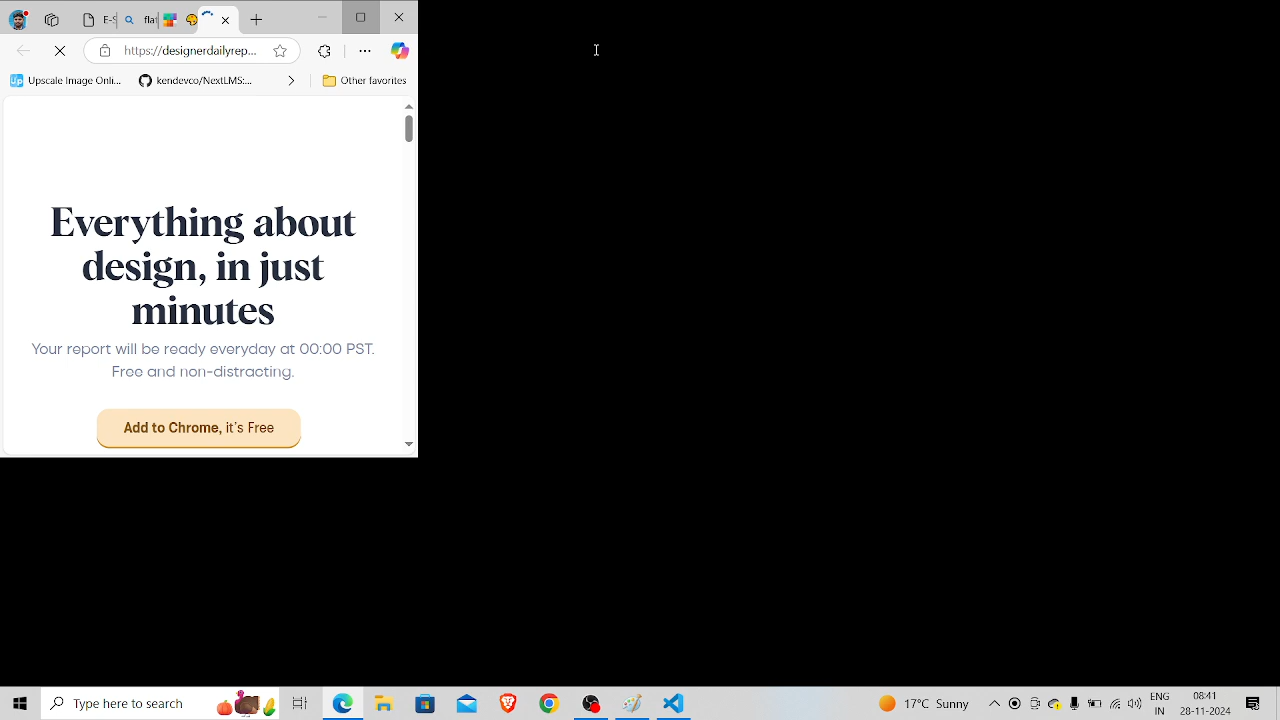 E-S
flat
https://designerdailyrep...
Upscale Image Onli...
kendevco/NextLMS:...
Other favorites
Everything about
design, in just
minutes
Your report will be ready everyday at 00:00 PST.
Free and non-distracting.
Add to Chrome, it's Free
Type here to search
17°C Sunny
ENG
IN
08:41
28-11-2024